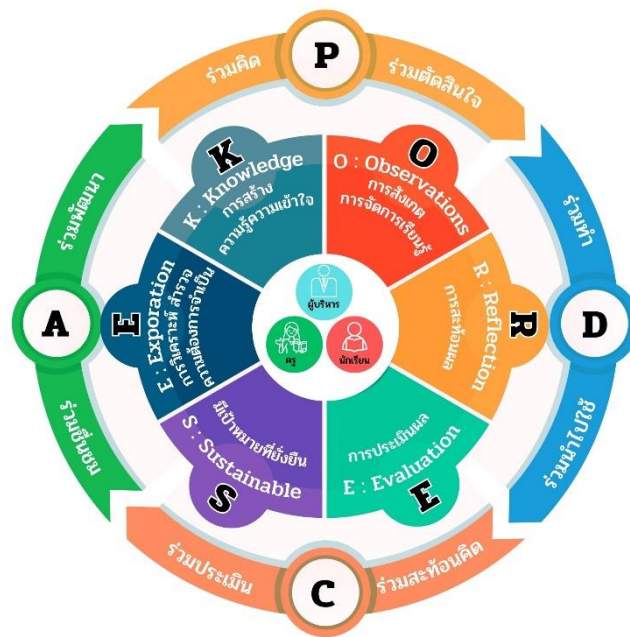 P
ร่วมคิด
ร่วมตัดสินใจ
D
ร่วมทำ
ร่วมนำไปใช้
C
ร่วมสะท้อนคิด
ร่วมประเมิน
A
ร่วมชื่นชม
ร่วมพัฒนา
E
E : Exporation
การวิเคราะห์ สำรวจ
ความต้องการจำเป็น
K
K : Knowledge
การสร้าง
ความรู้ความเข้าใจ
O
O : Observations
การสังเกต
การจัดการเรียนรู้
R
R : Reflection
การสะท้อนผล
E
การประเมินผล
E : Evaluation
S
มีเป้าหมายที่ยั่งยืน
S : Sustainable
ผู้บริหาร
ครู
นักเรียน